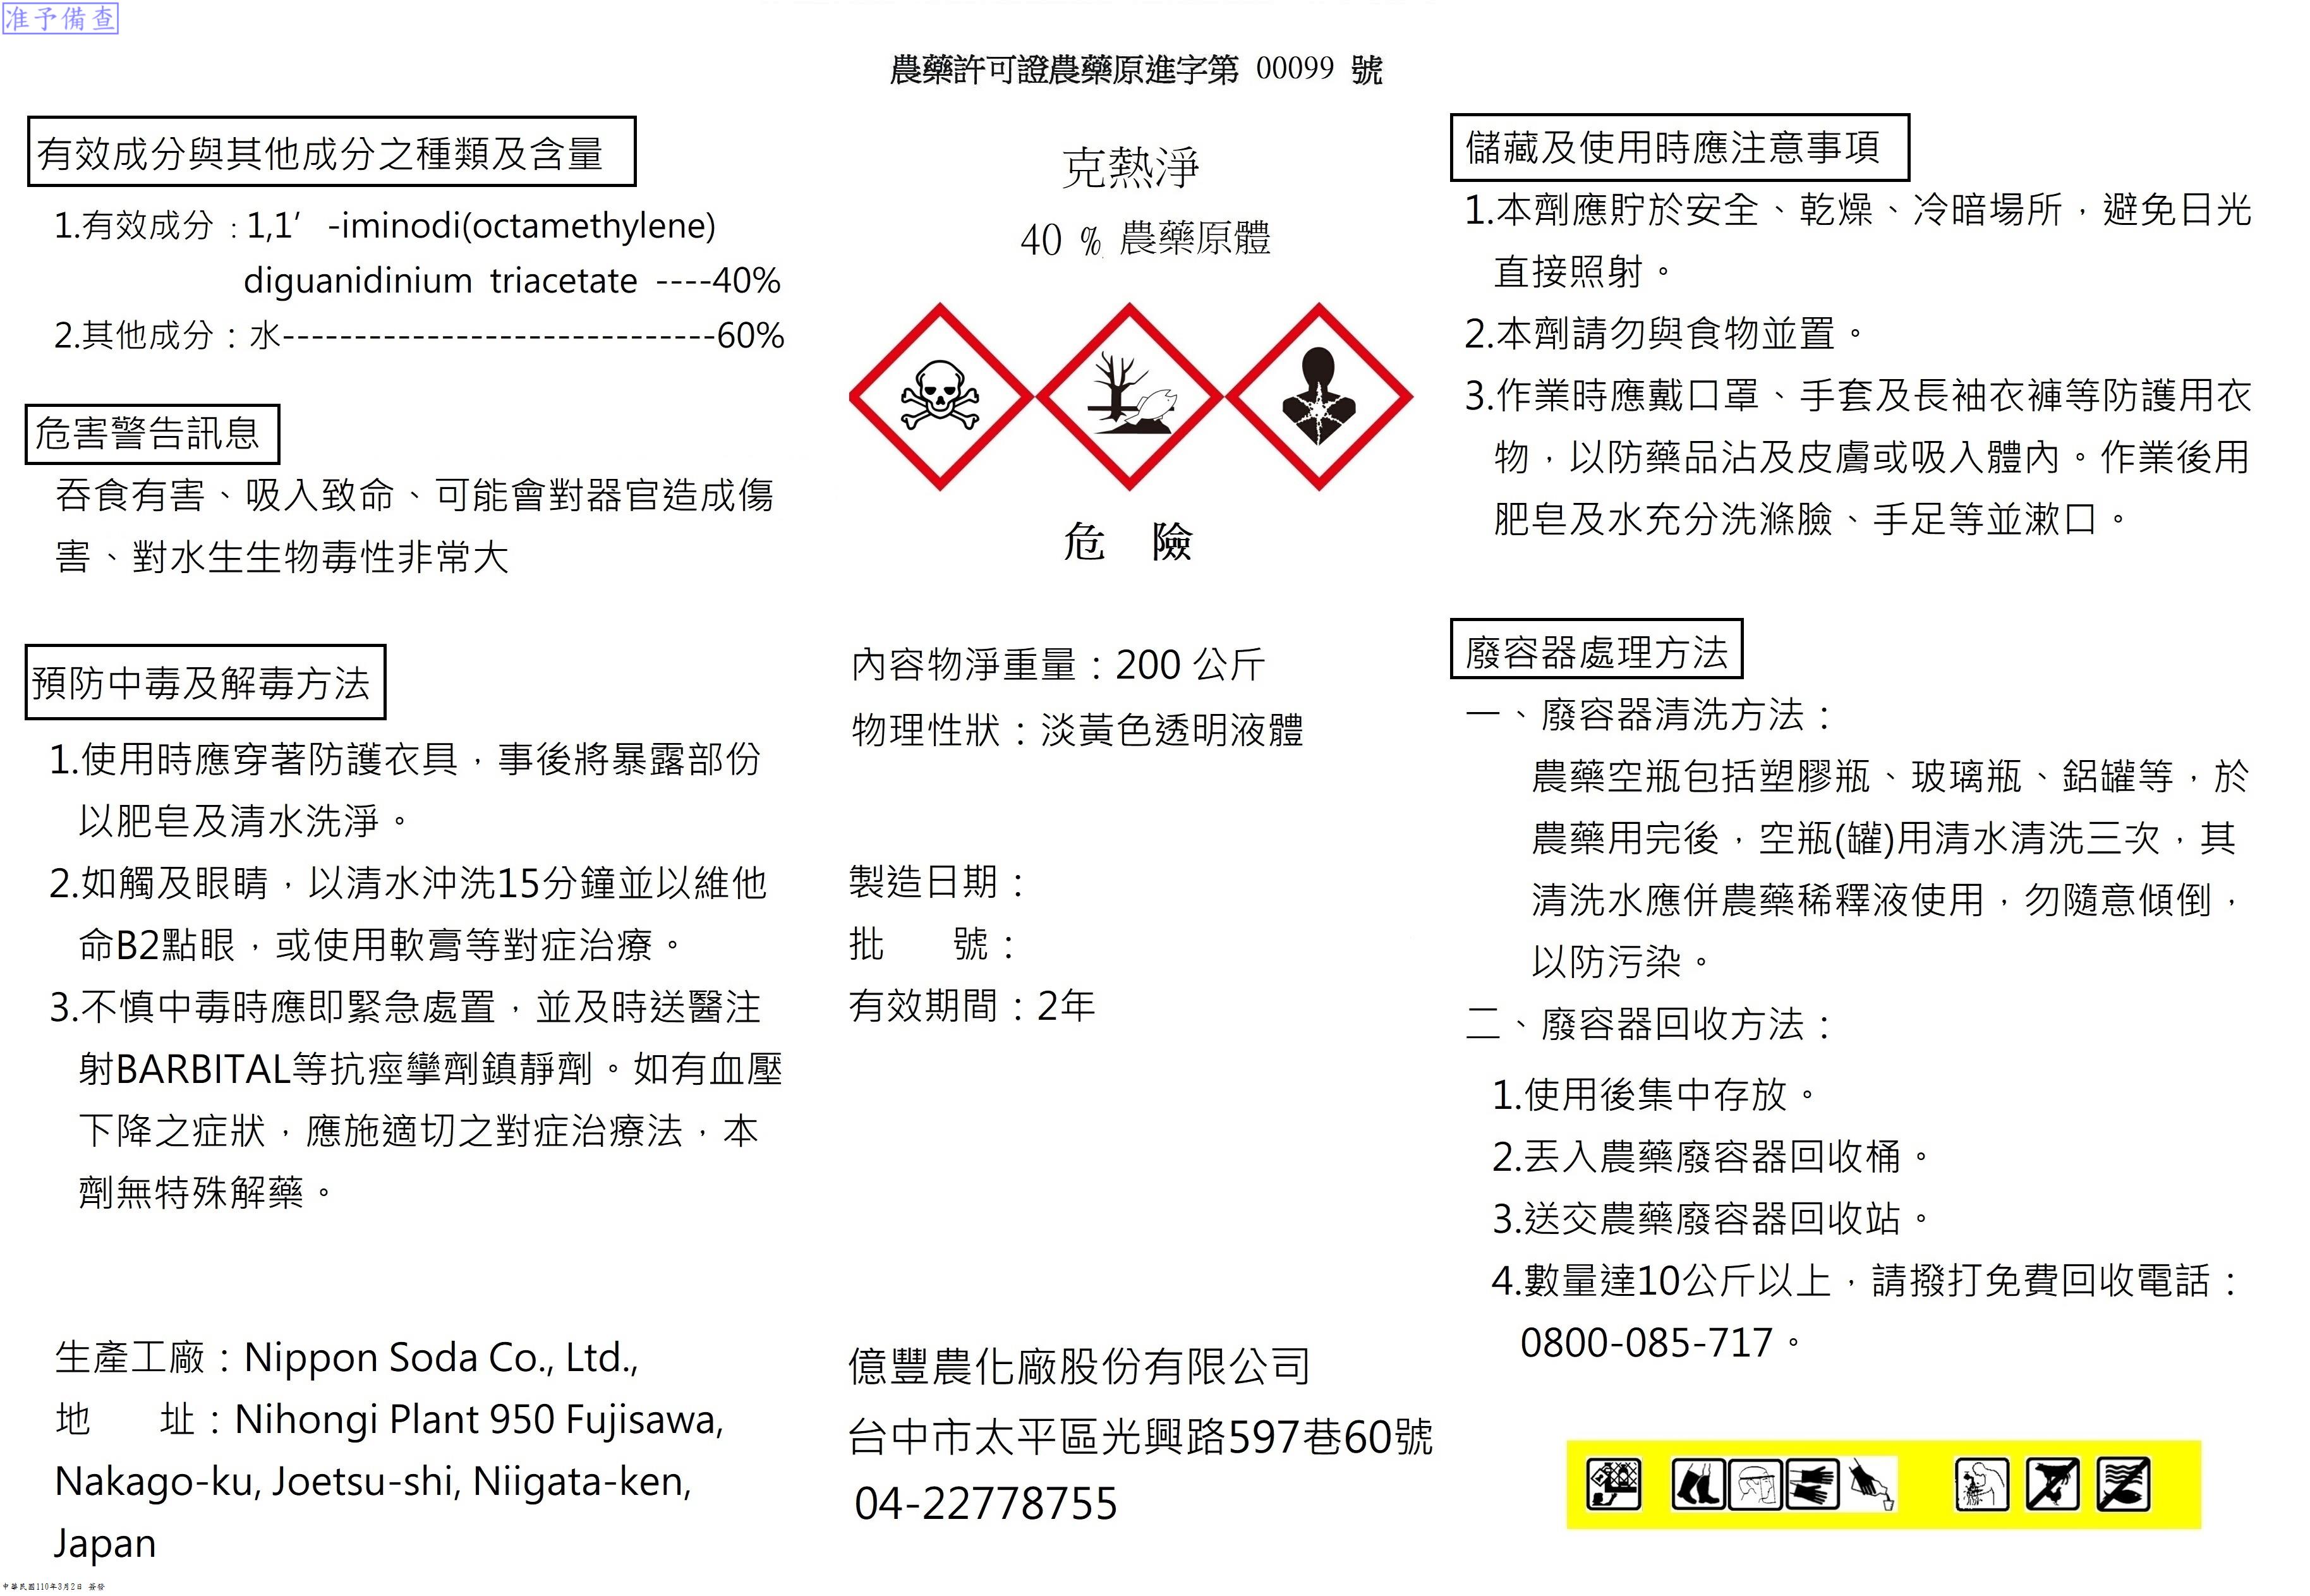 准予備查
農藥許可證農藥原進字第 00099 號
有效成分與其他成分之種類及含量
1.有效成分：1,1′-iminodi(octamethylene)
diguanidinium triacetate ----40%
2.其他成分：水------------------------------60%
危害警告訊息
吞食有害、吸入致命、可能會對器官造成傷
害、對水生生物毒性非常大
預防中毒及解毒方法
1.使用時應穿著防護衣具，事後將暴露部份
以肥皂及清水洗淨。
2.如觸及眼睛，以清水沖洗15分鐘並以維他
命B2點眼，或使用軟膏等對症治療。
3.不慎中毒時應即緊急處置，並及時送醫注
射BARBITAL等抗痙攣劑鎮靜劑。如有血壓
下降之症狀，應施適切之對症治療法，本
劑無特殊解藥。
生產工廠：Nippon Soda Co., Ltd.,
地　　址：Nihongi Plant 950 Fujisawa,
Nakago-ku, Joetsu-shi, Niigata-ken,
Japan
克熱淨
40 % 農藥原體
危　險
內容物淨重量：200 公斤
物理性狀：淡黃色透明液體
製造日期：
批　　號：
有效期間：2年
億豐農化廠股份有限公司
台中市太平區光興路597巷60號
04-22778755
儲藏及使用時應注意事項
1.本劑應貯於安全、乾燥、冷暗場所，避免日光
直接照射。
2.本劑請勿與食物並置。
3.作業時應戴口罩、手套及長袖衣褲等防護用衣
物，以防藥品沾及皮膚或吸入體內。作業後用
肥皂及水充分洗滌臉、手足等並漱口。
廢容器處理方法
一、廢容器清洗方法：
農藥空瓶包括塑膠瓶、玻璃瓶、鋁罐等，於
農藥用完後，空瓶(罐)用清水清洗三次，其
清洗水應併農藥稀釋液使用，勿隨意傾倒，
以防污染。
二、廢容器回收方法：
1.使用後集中存放。
2.丟入農藥廢容器回收桶。
3.送交農藥廢容器回收站。
4.數量達10公斤以上，請撥打免費回收電話：
0800-085-717。
中華民國110年3月2日 簽發